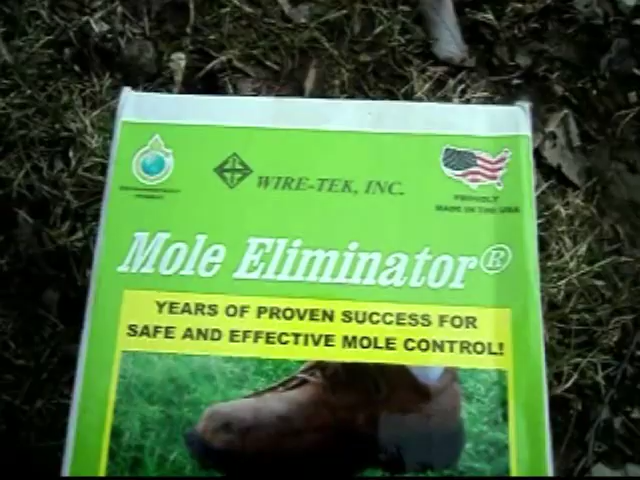 WIRE-TEK, INC.
PROUDLY
MADE IN THE USA
Mole Eliminator®
YEARS OF PROVEN SUCCESS FOR
SAFE AND EFFECTIVE MOLE CONTROL!